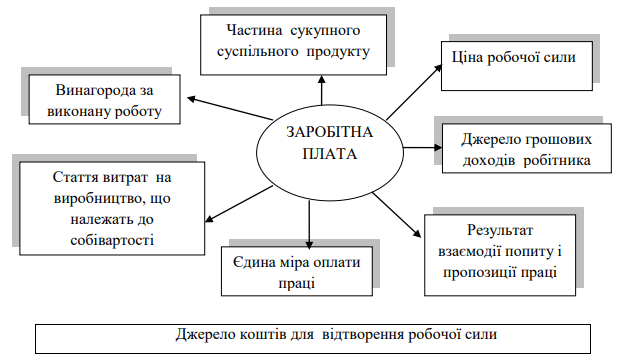 Частина сукупного
суспільного продукту
Ціна робочої сили
Винагорода за
виконану роботу
ЗАРОБІТНА
ПЛАТА
Джерело грошових
доходів робітника
Стаття витрат на
виробництво, що
належать до
собівартості
Результат
взаємодії попиту і
пропозиції праці
Єдина міра оплати
праці
Джерело коштів для відтворення робочої сили